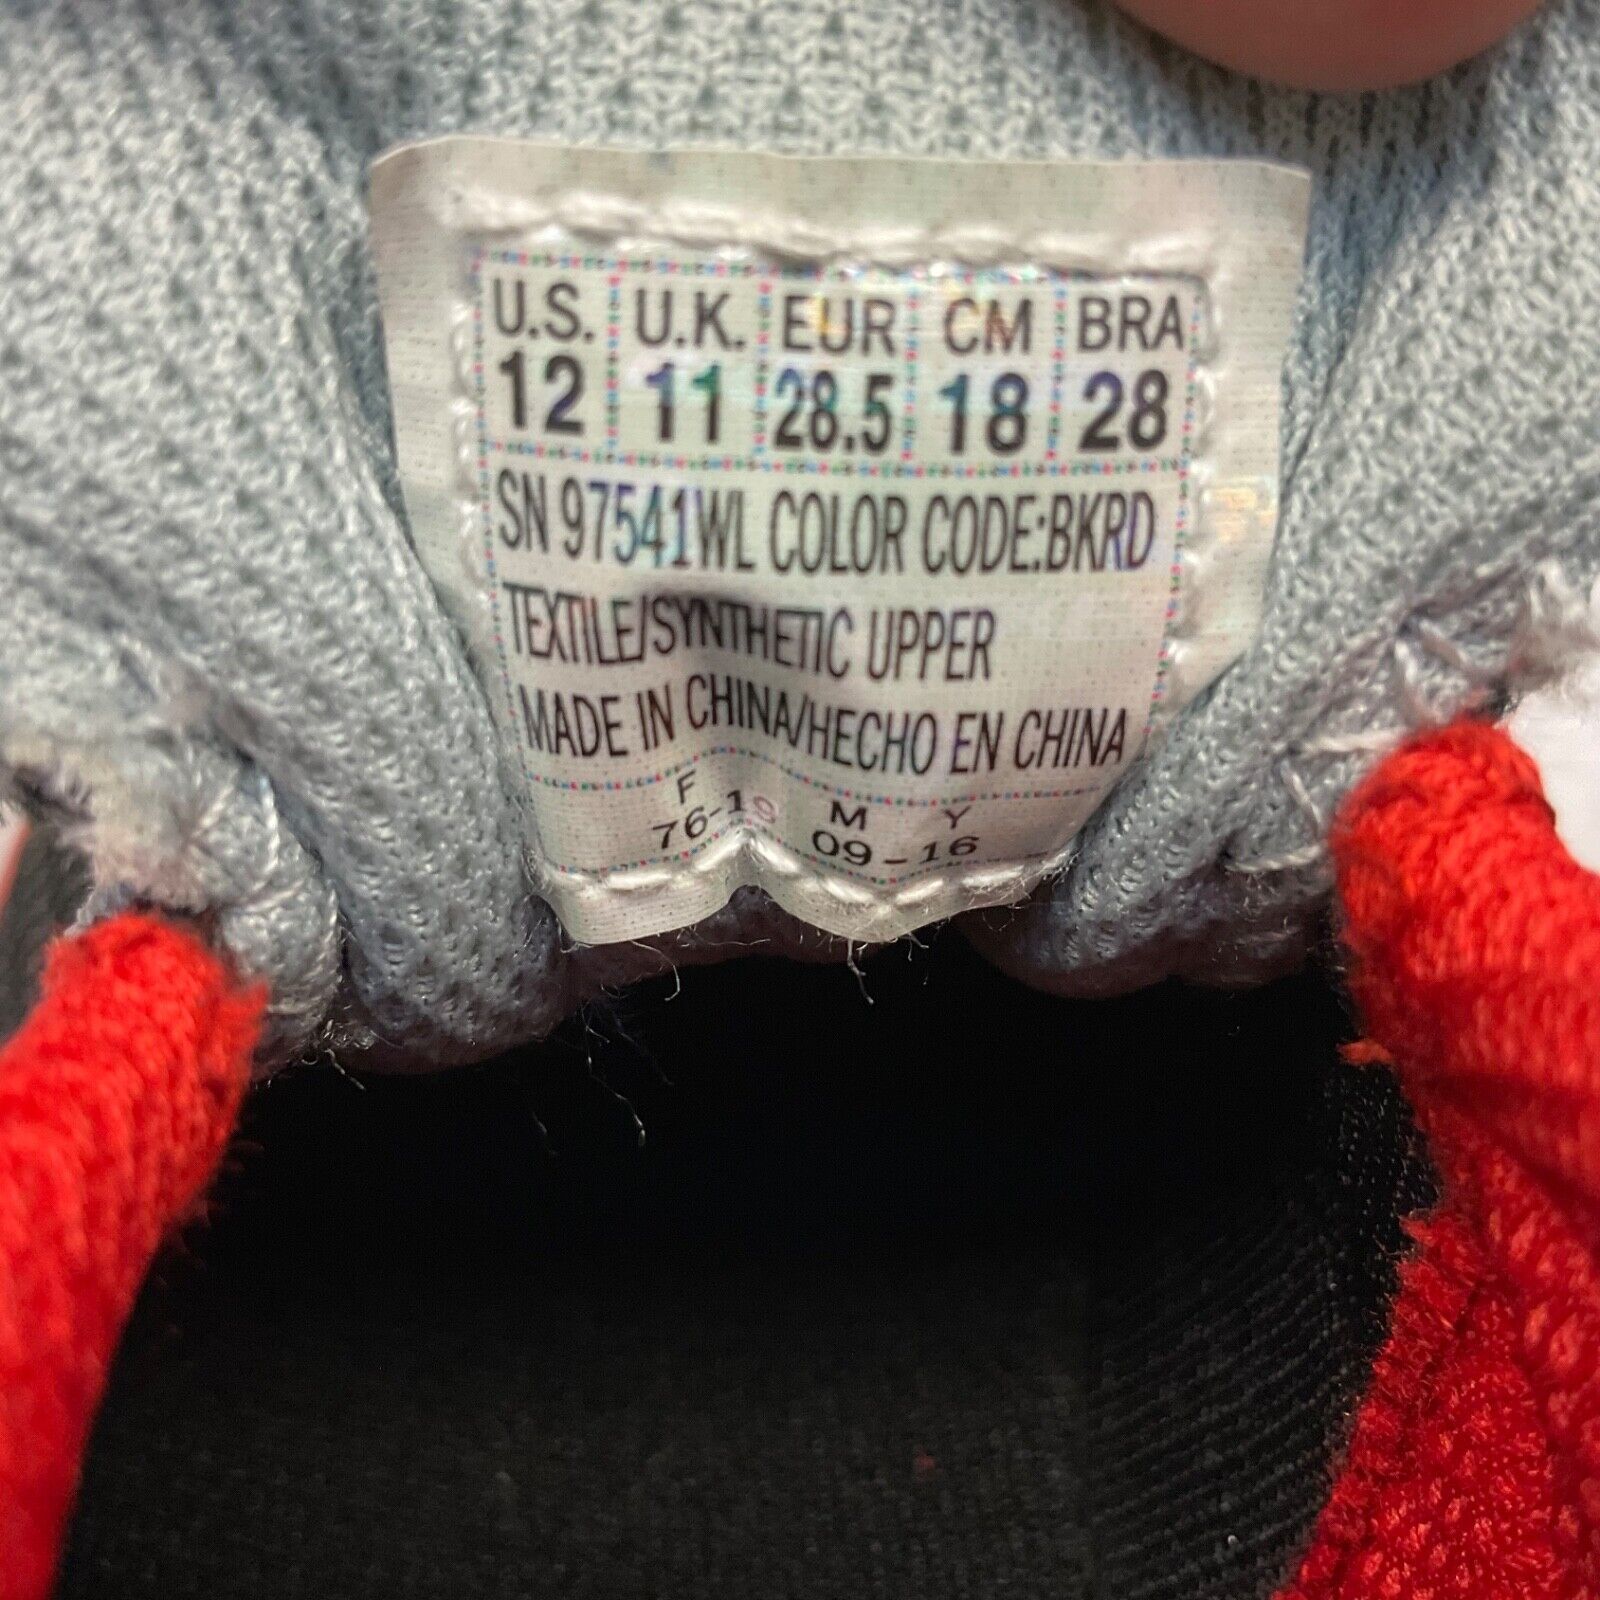 U.S. U.K. EUR CM BRA
12 11 28.5 18 28
SN 97541WL COLOR CODE:BKRD
TEXTILE/SYNTHETIC UPPER
MADE IN CHINA/HECHO EN CHINA
F M Y
76-19 09-16